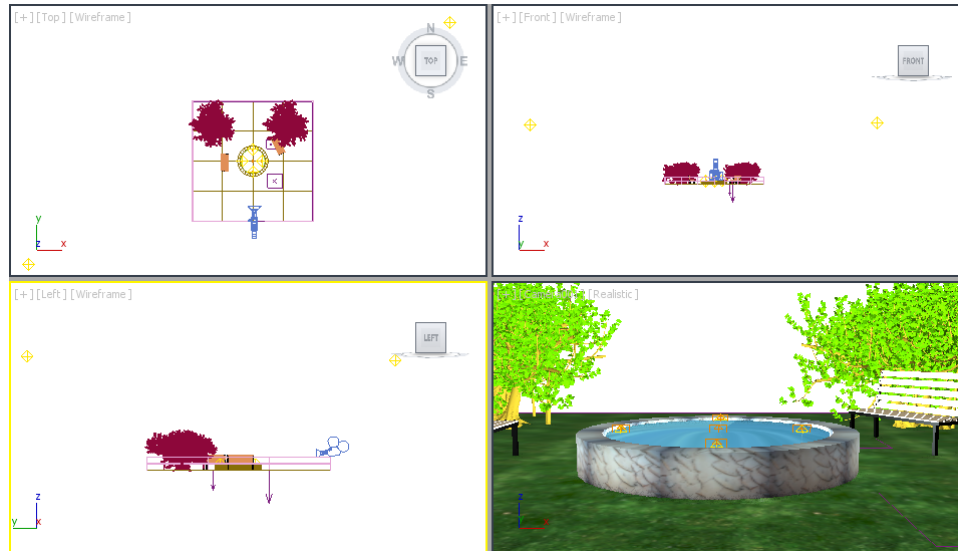 [+] [Top] [Wireframe]
N
W TOP E
S
y
z x
[+] [Front] [Wireframe]
FRONT
z
y x
[+] [Left] [Wireframe]
LEFT
z
y x
[Realistic]
z
x